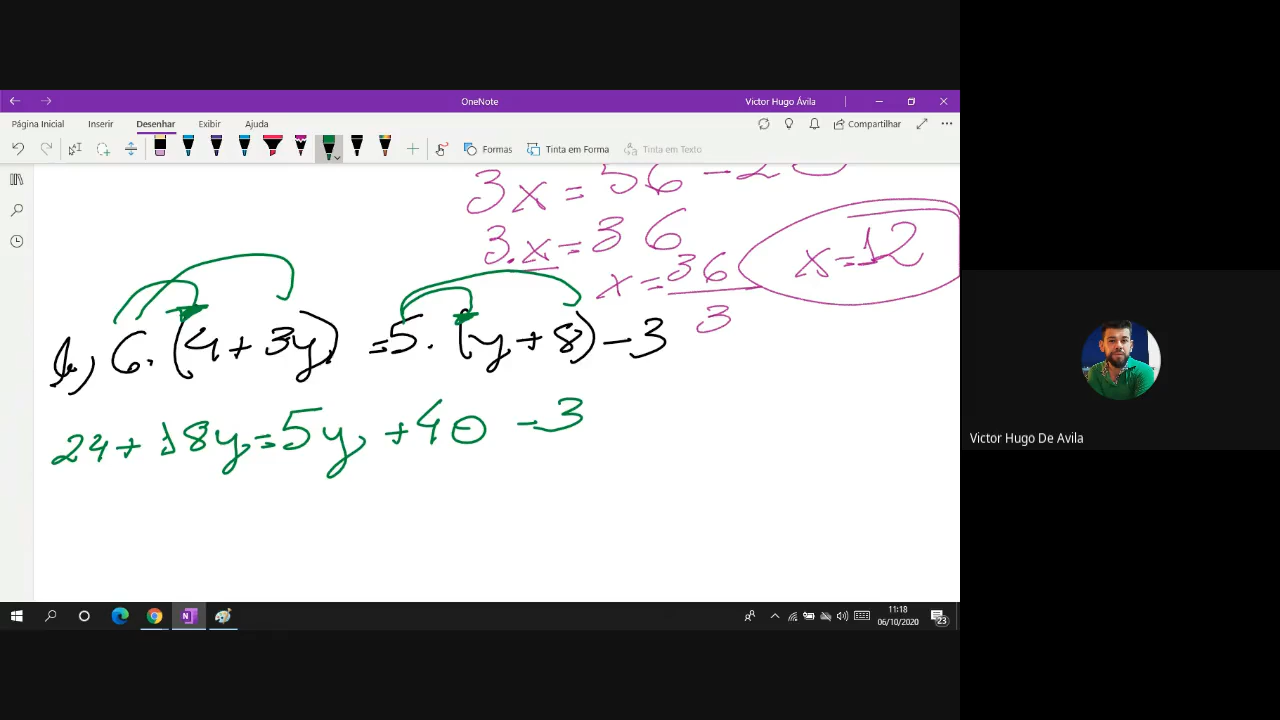 OneNote
Victor Hugo Ávila
Página Inicial Inserir Desenhar Exibir Ajuda
Compartilhar
Formas Tinta em Forma Tinta em Texto
3x = 56 - 20
3.x = 36
x = 36/3
x = 12
b) 6. (4 + 3y) = 5. (y + 8) - 3
24 + 18y = 5y + 40 - 3
Victor Hugo De Avila
11:18
06/10/2020
23